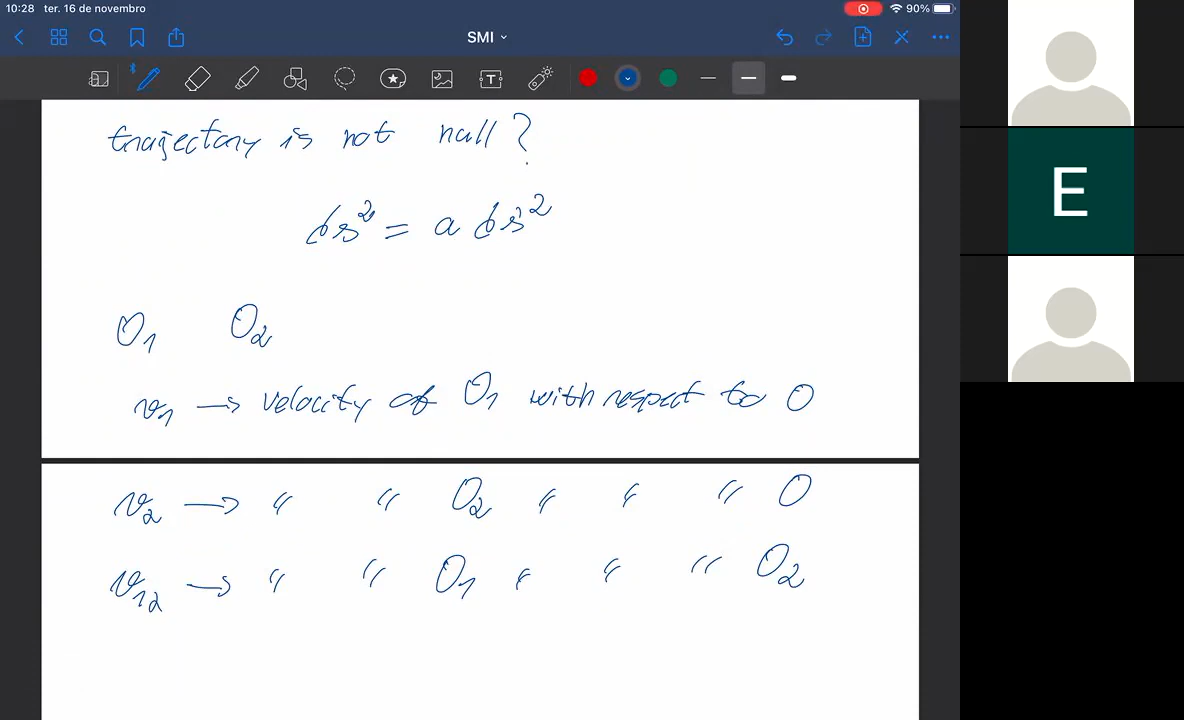 10:28 ter. 16 de novembro 90%
SMI
trajectory is not null?
ds² = a ds'²
O₁ O₂
v₁ → velocity of O₁ with respect to O
E
v₂ → " " O₂ " " " O
v₁₂ → " " O₁ " " " O₂